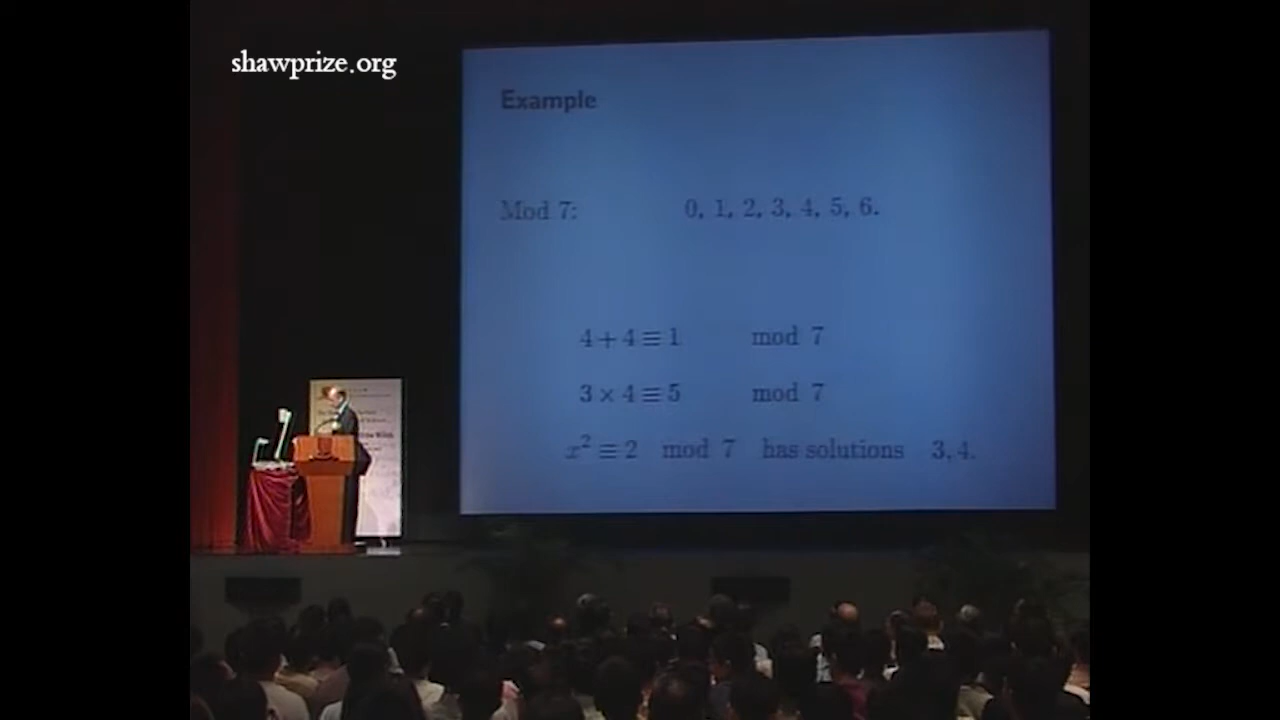 shawprize.org
Example
Mod 7: 0, 1, 2, 3, 4, 5, 6.
4 + 4 ≡ 1 mod 7
3 × 4 ≡ 5 mod 7
x² ≡ 2 mod 7 has solutions 3, 4.